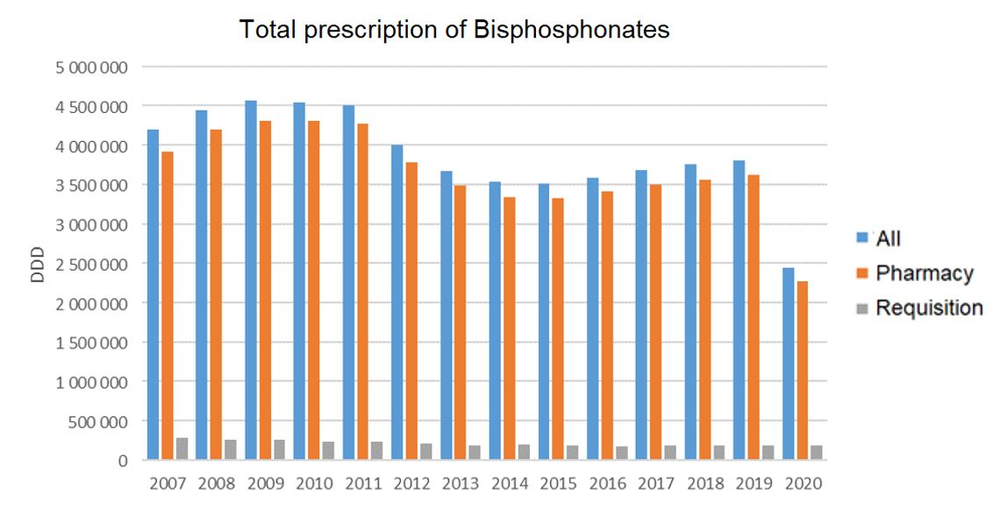 Total prescription of Bisphosphonates
5 000 000
4 500 000
4 000 000
3 500 000
3 000 000
2 500 000
2 000 000
1 500 000
1 000 000
500 000
0
DDD
2007 2008 2009 2010 2011 2012 2013 2014 2015 2016 2017 2018 2019 2020
All
Pharmacy
Requisition